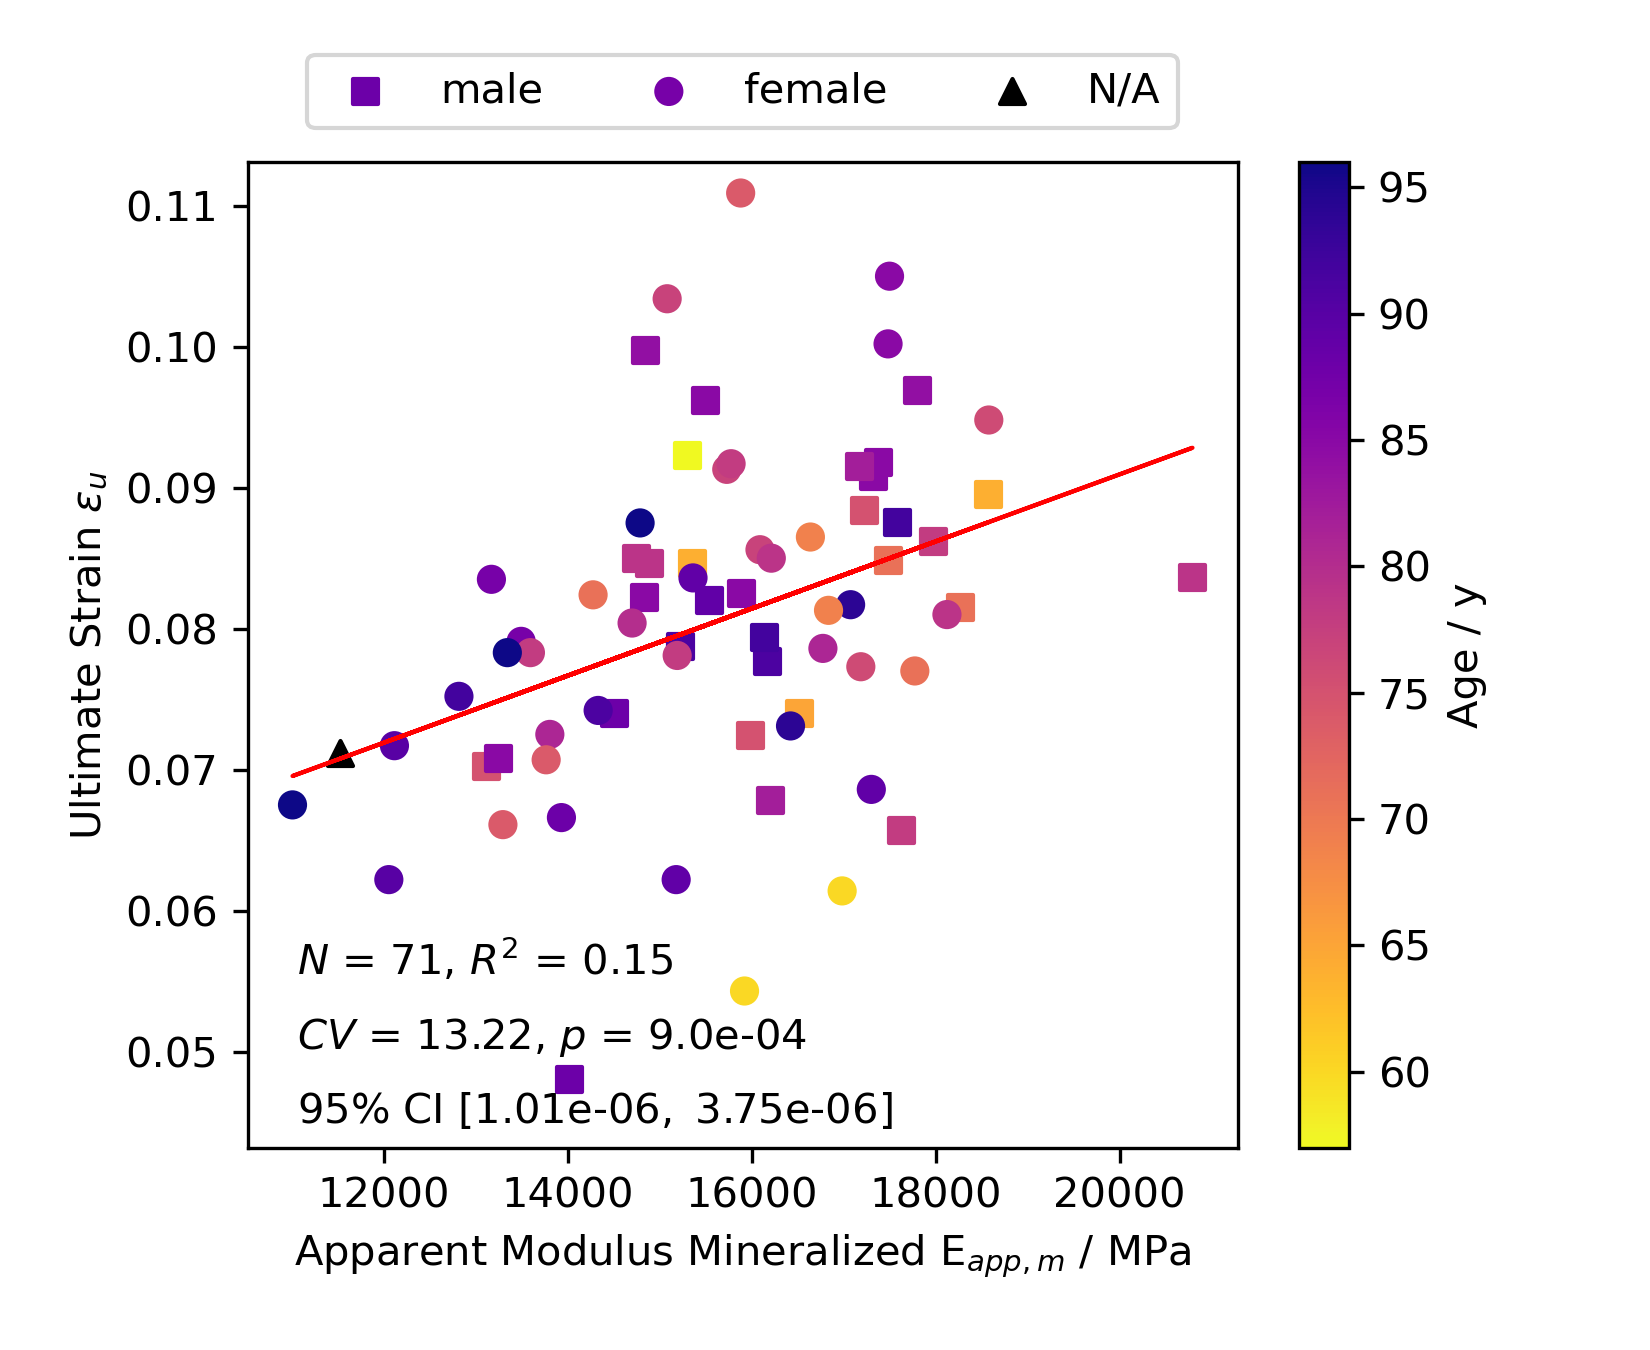 male female N/A
0.11
0.10
0.09
0.08
0.07
0.06
0.05
Ultimate Strain εu
N = 71, R² = 0.15
CV = 13.22, p = 9.0e-04
95% CI [1.01e-06, 3.75e-06]
12000 14000 16000 18000 20000
Apparent Modulus Mineralized Eapp,m / MPa
95
90
85
80
75
70
65
60
Age / y